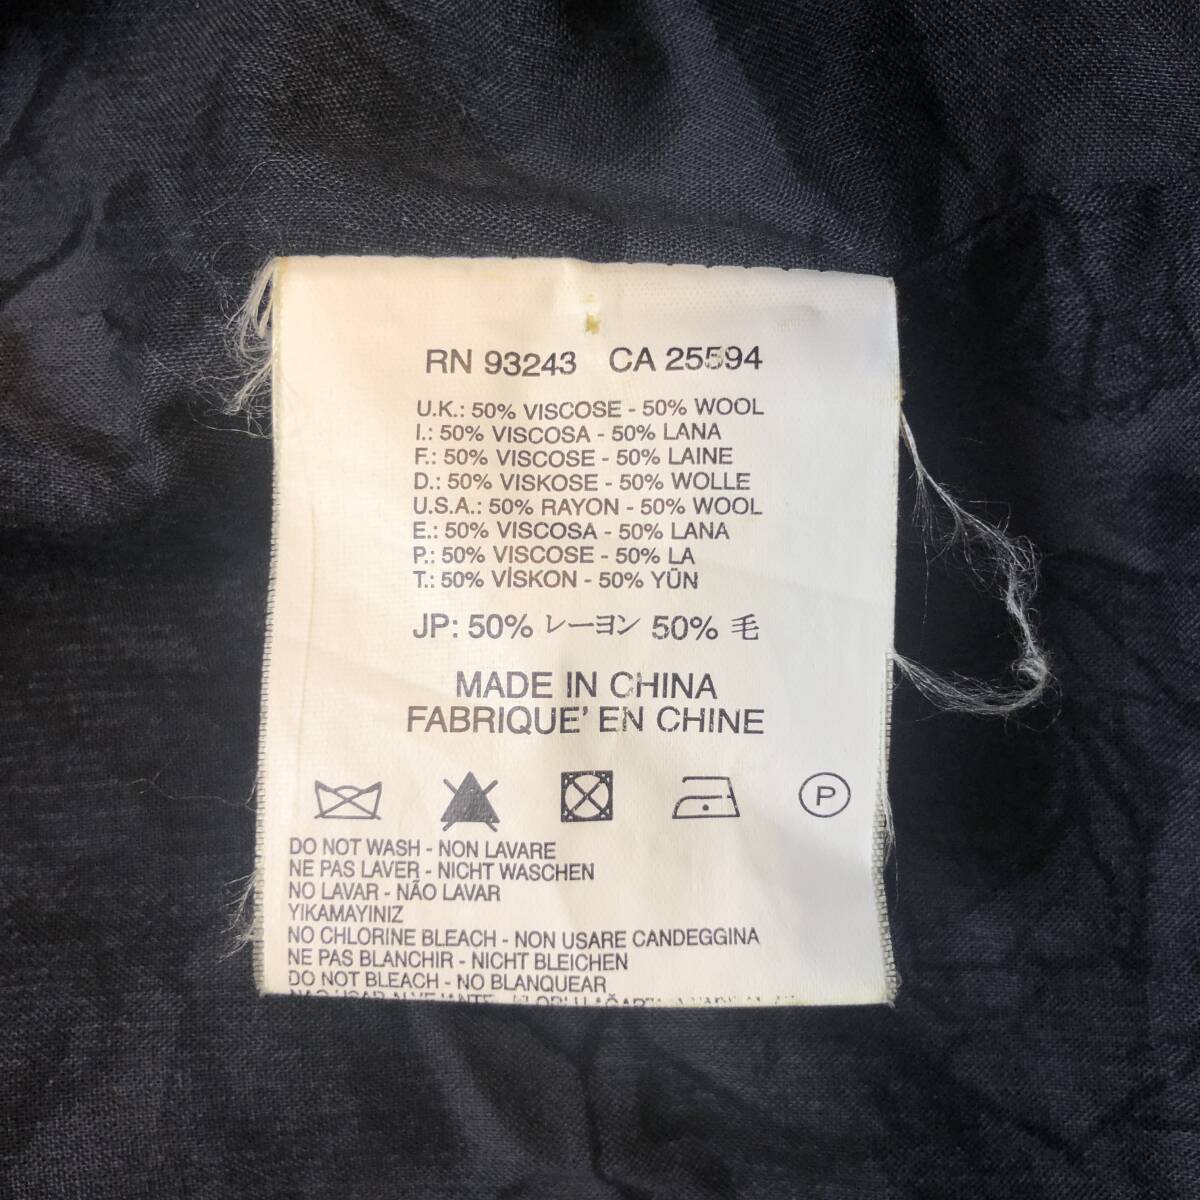 RN 93243 CA 25594
U.K.: 50% VISCOSE - 50% WOOL
I.: 50% VISCOSA - 50% LANA
F.: 50% VISCOSE - 50% LAINE
D.: 50% VISKOSE - 50% WOLLE
U.S.A.: 50% RAYON - 50% WOOL
E.: 50% VISCOSA - 50% LANA
P.: 50% VISCOSE - 50% LA
T.: 50% VİSKON - 50% YÜN
JP: 50% レーヨン 50% 毛
MADE IN CHINA
FABRIQUE' EN CHINE
P
DO NOT WASH - NON LAVARE
NE PAS LAVER - NICHT WASCHEN
NO LAVAR - NÃO LAVAR
YIKAMAYINIZ
NO CHLORINE BLEACH - NON USARE CANDEGGINA
NE PAS BLANCHIR - NICHT BLEICHEN
DO NOT BLEACH - NO BLANQUEAR
NÃO USAR